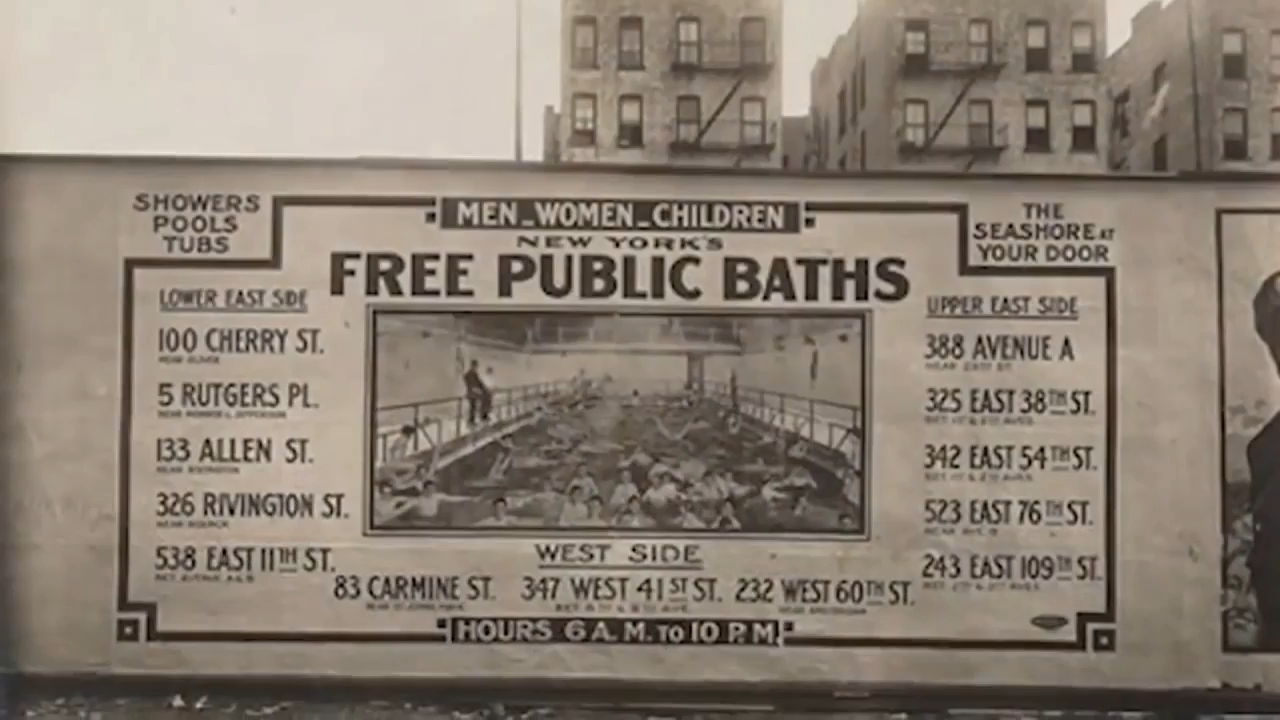 SHOWERS
POOLS
TUBS
MEN_WOMEN_CHILDREN
THE
SEASHORE AT
YOUR DOOR
NEW YORK'S
FREE PUBLIC BATHS
LOWER EAST SIDE
100 CHERRY ST.
5 RUTGERS PL.
133 ALLEN ST.
326 RIVINGTON ST.
538 EAST 11TH ST.
UPPER EAST SIDE
388 AVENUE A
325 EAST 38TH ST.
342 EAST 54TH ST.
523 EAST 76TH ST.
243 EAST 109TH ST.
WEST SIDE
83 CARMINE ST. 347 WEST 41ST ST. 232 WEST 60TH ST.
HOURS 6 A.M. TO 10 P.M.